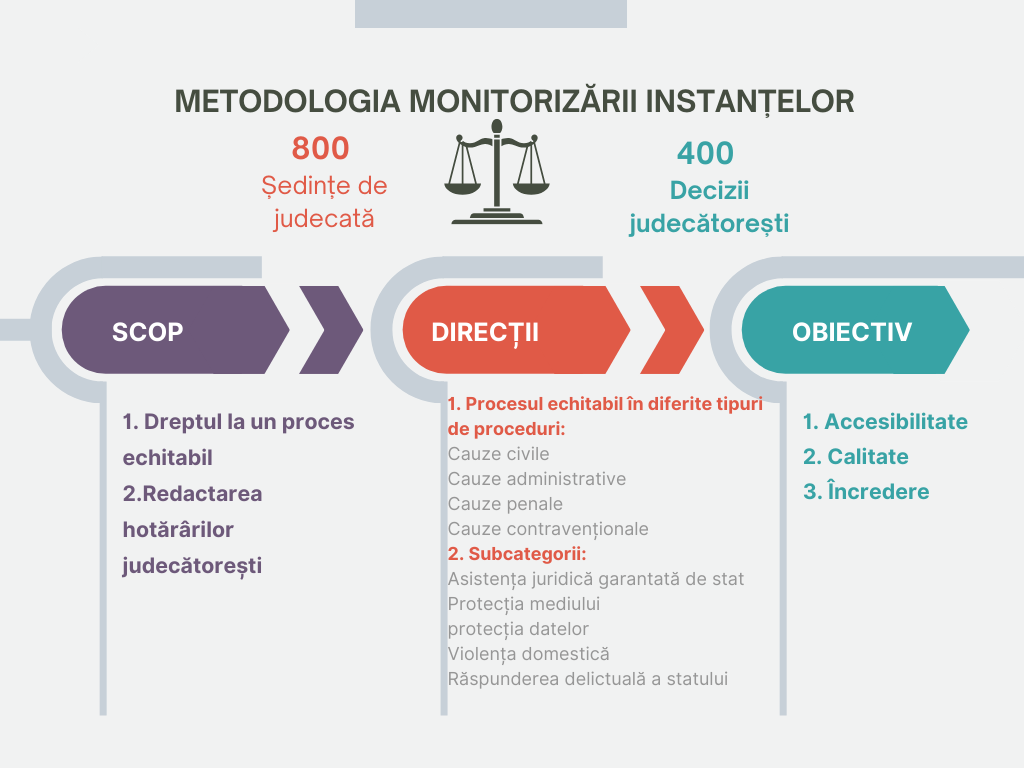 METODOLOGIA MONITORIZĂRII INSTANȚELOR
800
Ședințe de
judecată
400
Decizii
judecătorești
SCOP
1. Dreptul la un proces
echitabil
2.Redactarea
hotărârilor
judecătorești
DIRECȚII
1. Procesul echitabil în diferite tipuri
de proceduri:
Cauze civile
Cauze administrative
Cauze penale
Cauze contravenționale
2. Subcategorii:
Asistența juridică garantată de stat
Protecția mediului
protecția datelor
Violența domestică
Răspunderea delictuală a statului
OBIECTIV
1. Accesibilitate
2. Calitate
3. Încredere